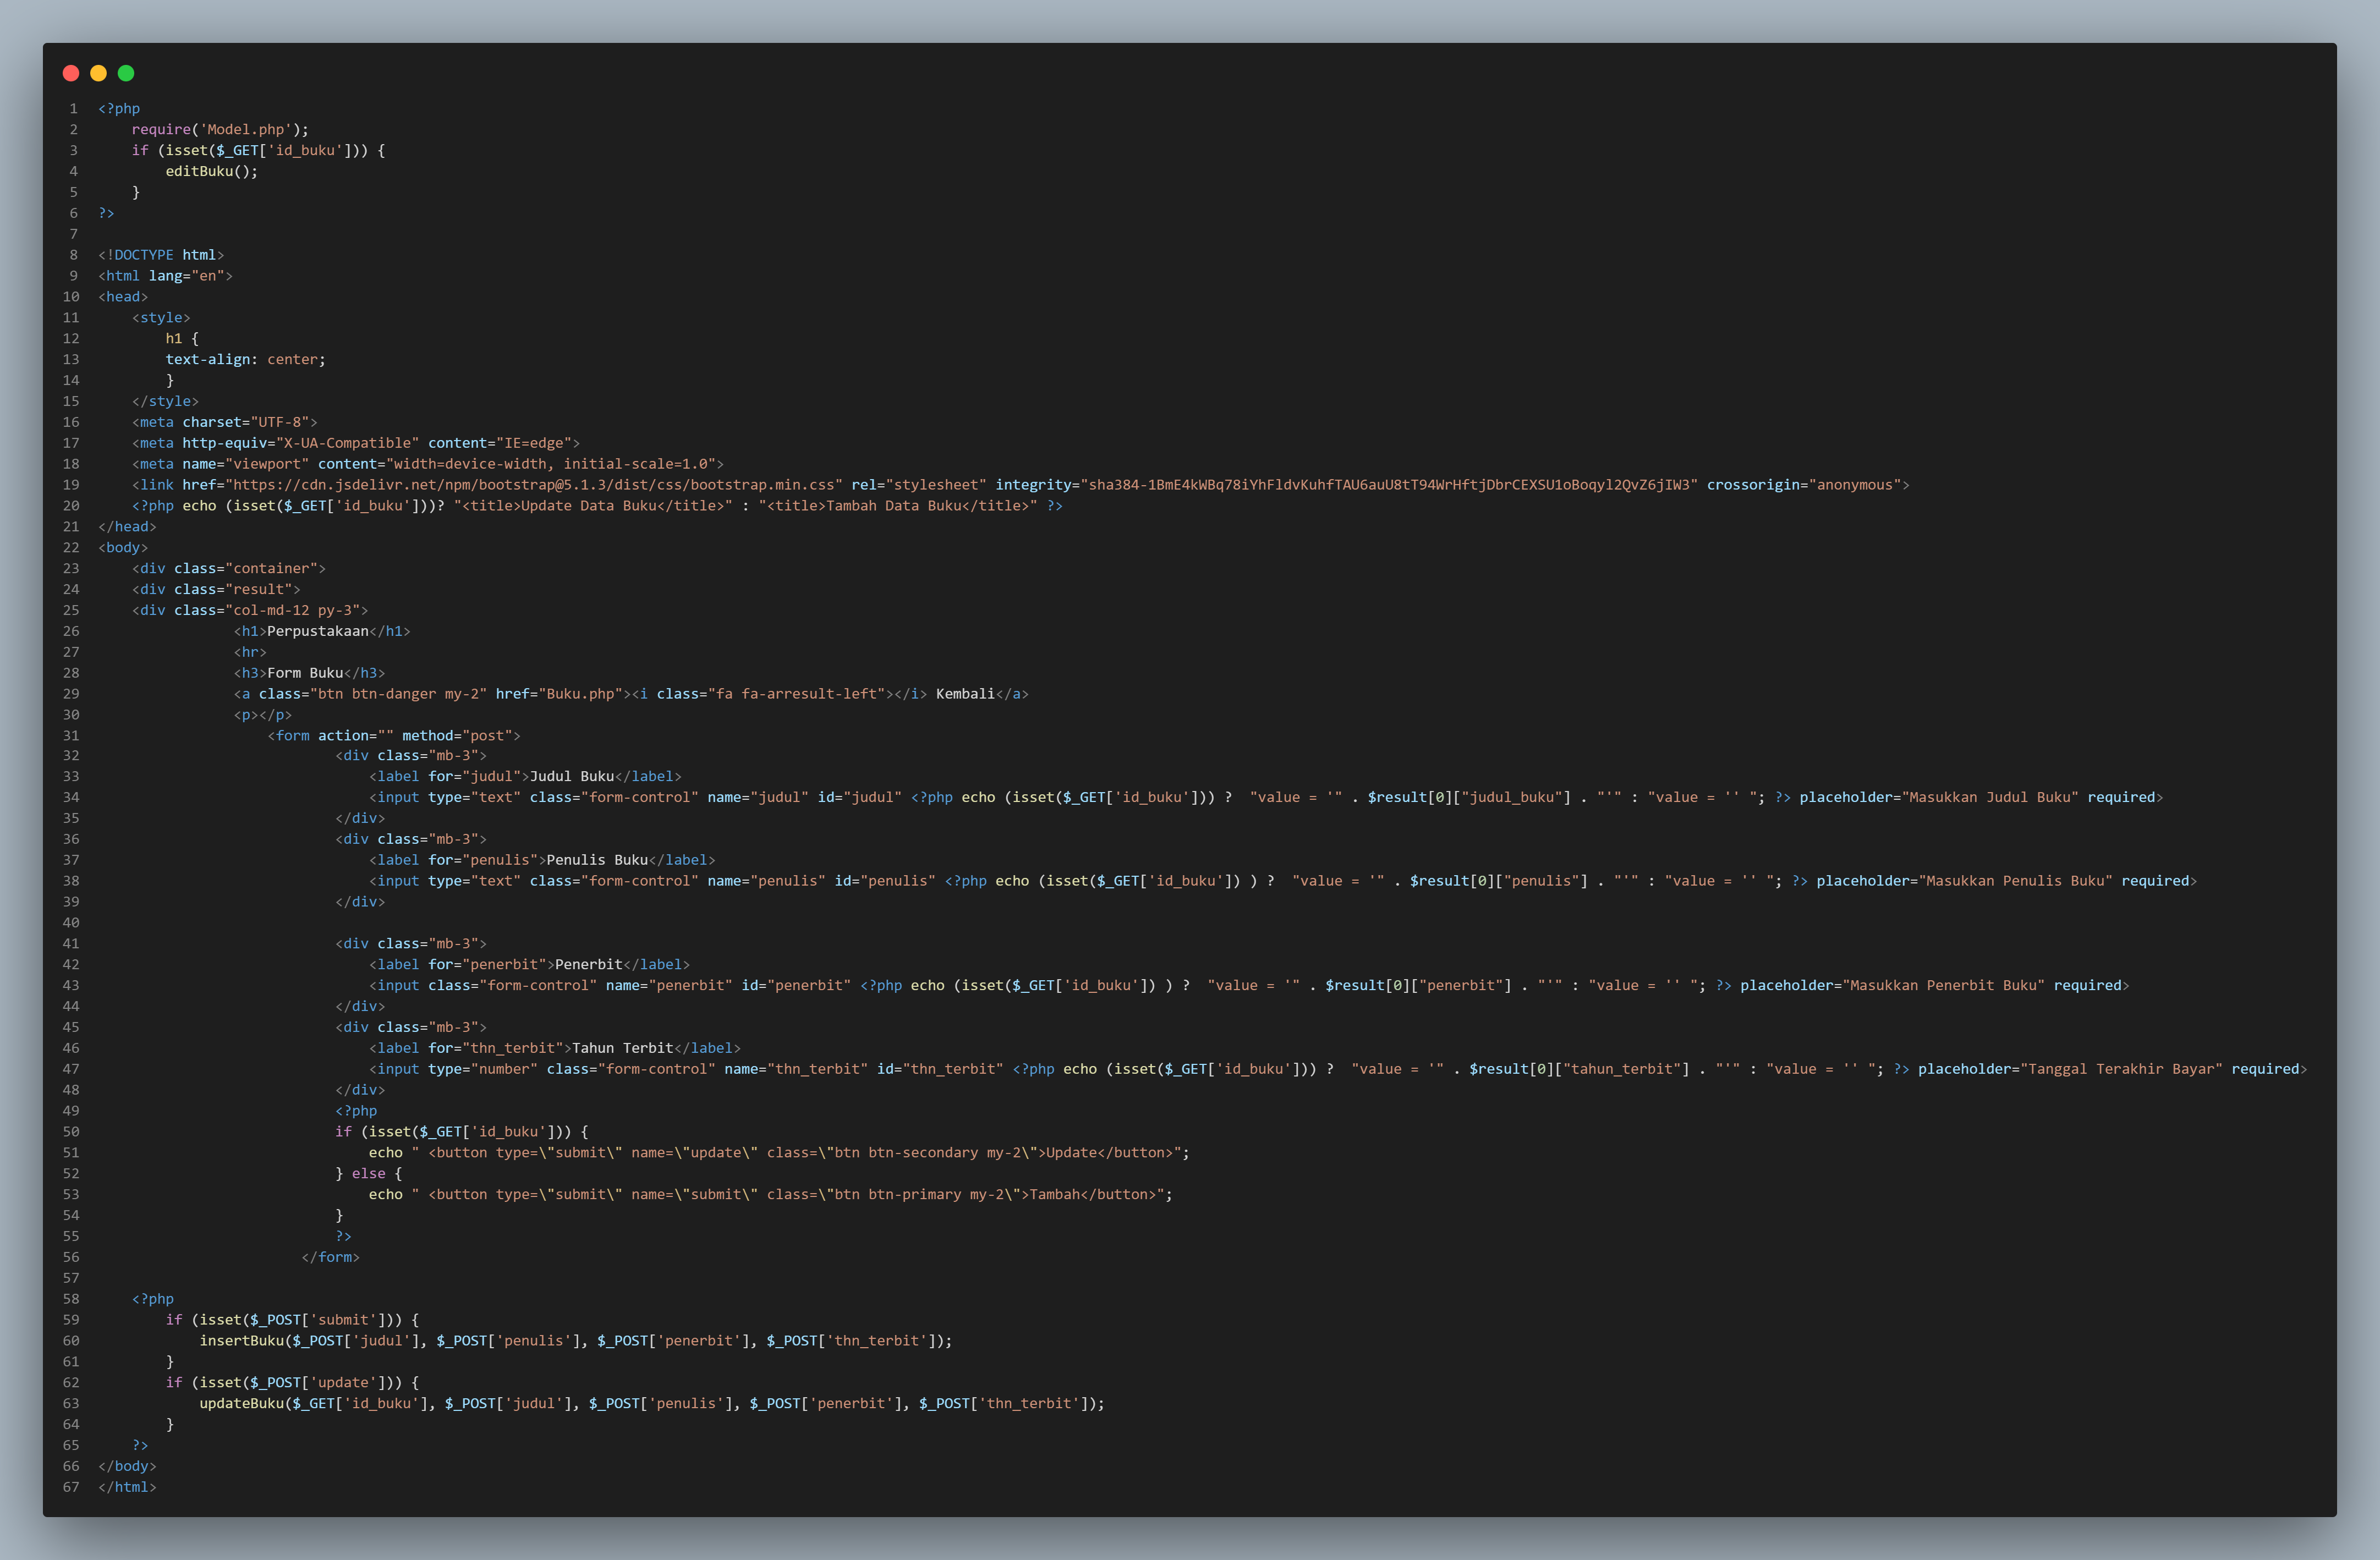 1 <?php
2     require('Model.php');
3     if (isset($_GET['id_buku'])) {
4         editBuku();
5     }
6 ?>
7
8 <!DOCTYPE html>
9 <html lang="en">
10 <head>
11     <style>
12         h1 {
13         text-align: center;
14         }
15     </style>
16     <meta charset="UTF-8">
17     <meta http-equiv="X-UA-Compatible" content="IE=edge">
18     <meta name="viewport" content="width=device-width, initial-scale=1.0">
19     <link href="https://cdn.jsdelivr.net/npm/bootstrap@5.1.3/dist/css/bootstrap.min.css" rel="stylesheet" integrity="sha384-1BmE4kWBq78iYhFldvKuhfTAU6auU8tT94WrHftjDbrCEXSU1oBoqyl2QvZ6jIW3" crossorigin="anonymous">
20     <?php echo (isset($_GET['id_buku']))? "<title>Update Data Buku</title>" : "<title>Tambah Data Buku</title>" ?>
21 </head>
22 <body>
23     <div class="container">
24     <div class="result">
25     <div class="col-md-12 py-3">
26                 <h1>Perpustakaan</h1>
27                 <hr>
28                 <h3>Form Buku</h3>
29                 <a class="btn btn-danger my-2" href="Buku.php"><i class="fa fa-arresult-left"></i> Kembali</a>
30                 <p></p>
31                     <form action="" method="post">
32                             <div class="mb-3">
33                                 <label for="judul">Judul Buku</label>
34                                 <input type="text" class="form-control" name="judul" id="judul" <?php echo (isset($_GET['id_buku'])) ?  "value = '" . $result[0]["judul_buku"] . "'" : "value = '' "; ?> placeholder="Masukkan Judul Buku" required>
35                             </div>
36                             <div class="mb-3">
37                                 <label for="penulis">Penulis Buku</label>
38                                 <input type="text" class="form-control" name="penulis" id="penulis" <?php echo (isset($_GET['id_buku']) ) ?  "value = '" . $result[0]["penulis"] . "'" : "value = '' "; ?> placeholder="Masukkan Penulis Buku" required>
39                             </div>
40
41                             <div class="mb-3">
42                                 <label for="penerbit">Penerbit</label>
43                                 <input class="form-control" name="penerbit" id="penerbit" <?php echo (isset($_GET['id_buku']) ) ?  "value = '" . $result[0]["penerbit"] . "'" : "value = '' "; ?> placeholder="Masukkan Penerbit Buku" required>
44                             </div>
45                             <div class="mb-3">
46                                 <label for="thn_terbit">Tahun Terbit</label>
47                                 <input type="number" class="form-control" name="thn_terbit" id="thn_terbit" <?php echo (isset($_GET['id_buku'])) ?  "value = '" . $result[0]["tahun_terbit"] . "'" : "value = '' "; ?> placeholder="Tanggal Terakhir Bayar" required>
48                             </div>
49                             <?php
50                             if (isset($_GET['id_buku'])) {
51                                 echo " <button type=\"submit\" name=\"update\" class=\"btn btn-secondary my-2\">Update</button>";
52                             } else {
53                                 echo " <button type=\"submit\" name=\"submit\" class=\"btn btn-primary my-2\">Tambah</button>";
54                             }
55                             ?>
56                         </form>
57
58     <?php
59         if (isset($_POST['submit'])) {
60             insertBuku($_POST['judul'], $_POST['penulis'], $_POST['penerbit'], $_POST['thn_terbit']);
61         }
62         if (isset($_POST['update'])) {
63             updateBuku($_GET['id_buku'], $_POST['judul'], $_POST['penulis'], $_POST['penerbit'], $_POST['thn_terbit']);
64         }
65     ?>
66 </body>
67 </html>